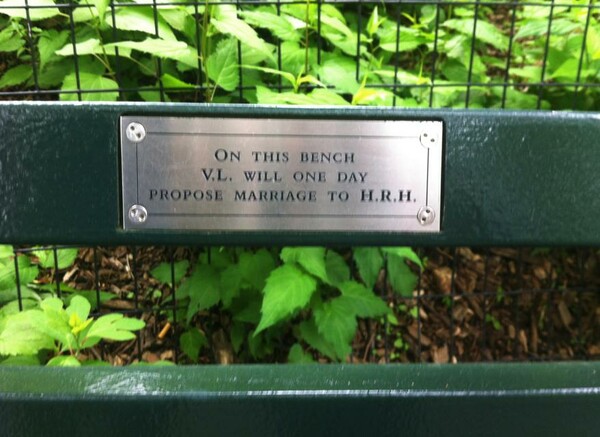 On this bench
V.L. will one day
propose marriage to H.R.H.